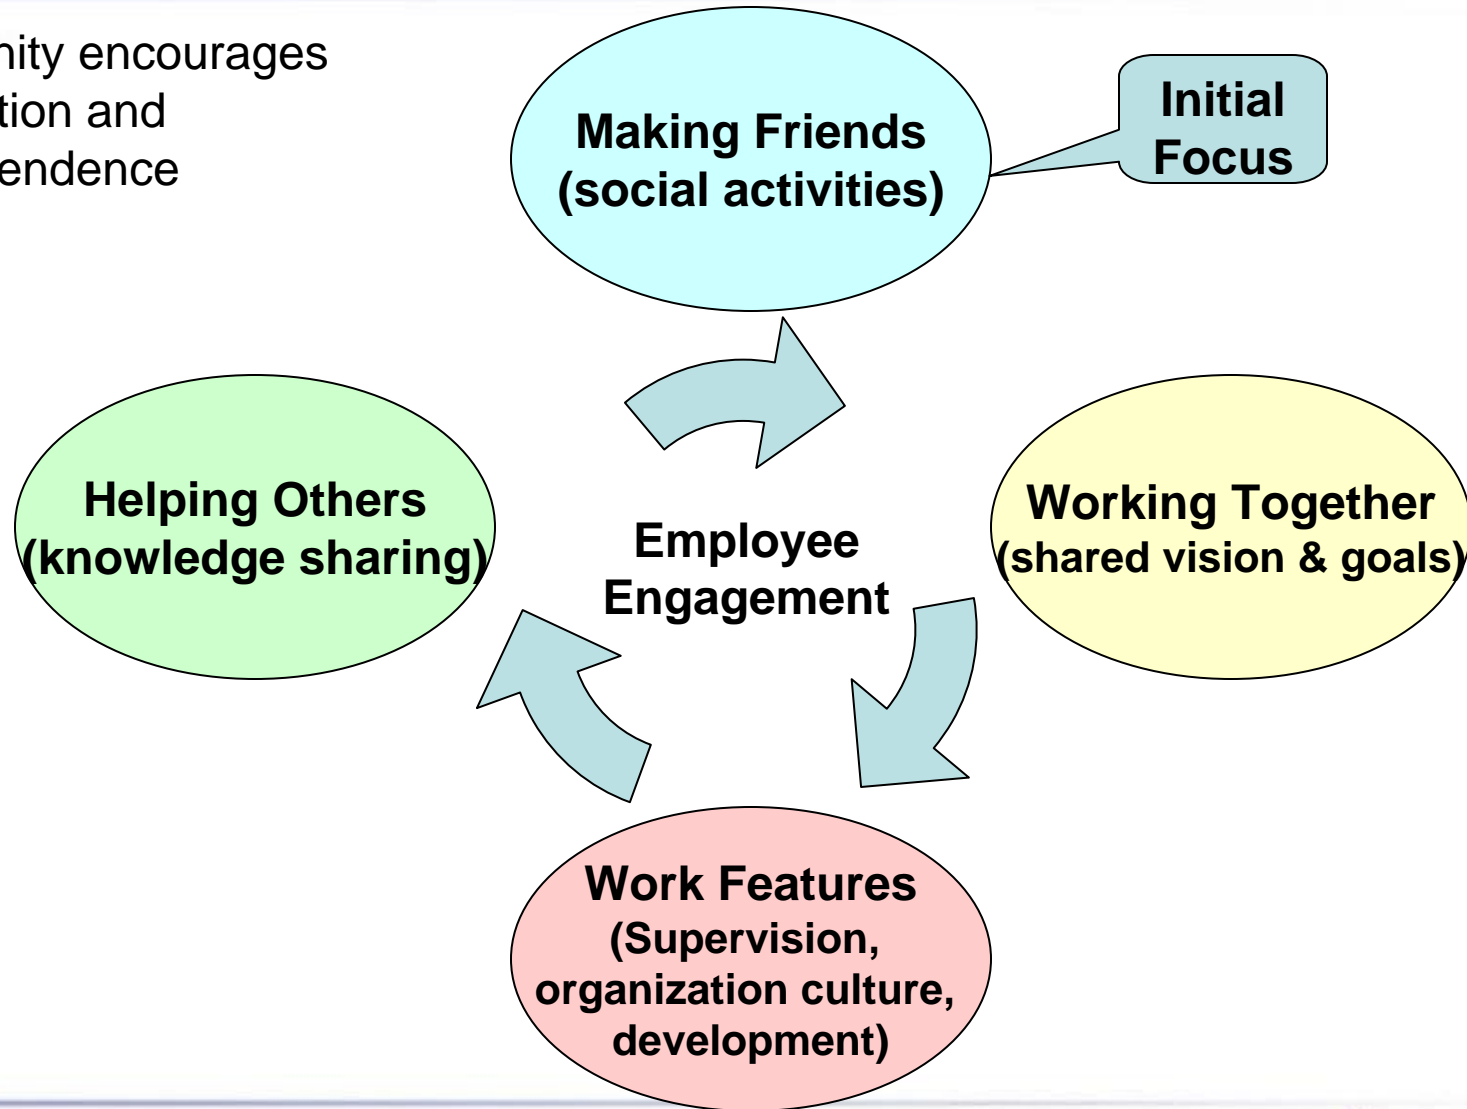 nity encourages
tion and
endence
Making Friends
(social activities)
Initial
Focus
Helping Others
(knowledge sharing)
Working Together
(shared vision & goals)
Employee
Engagement
Work Features
(Supervision,
organization culture,
development)